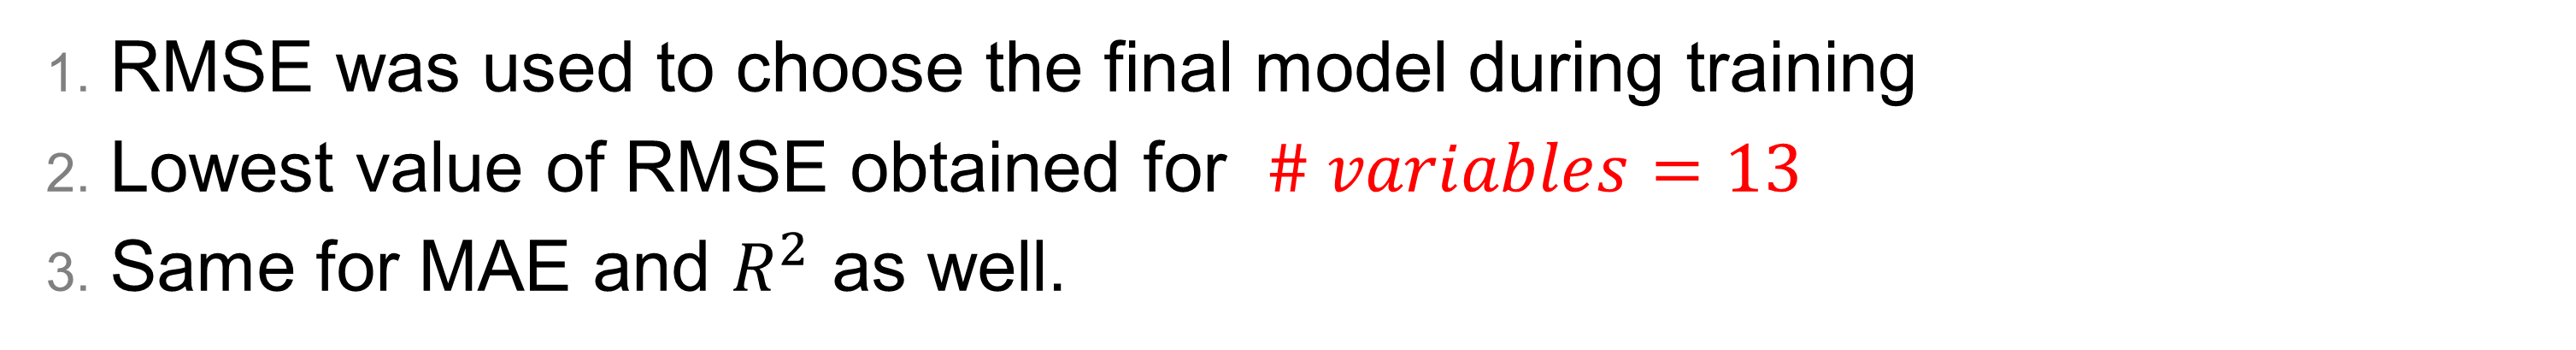 1. RMSE was used to choose the final model during training
2. Lowest value of RMSE obtained for # variables = 13
3. Same for MAE and R² as well.